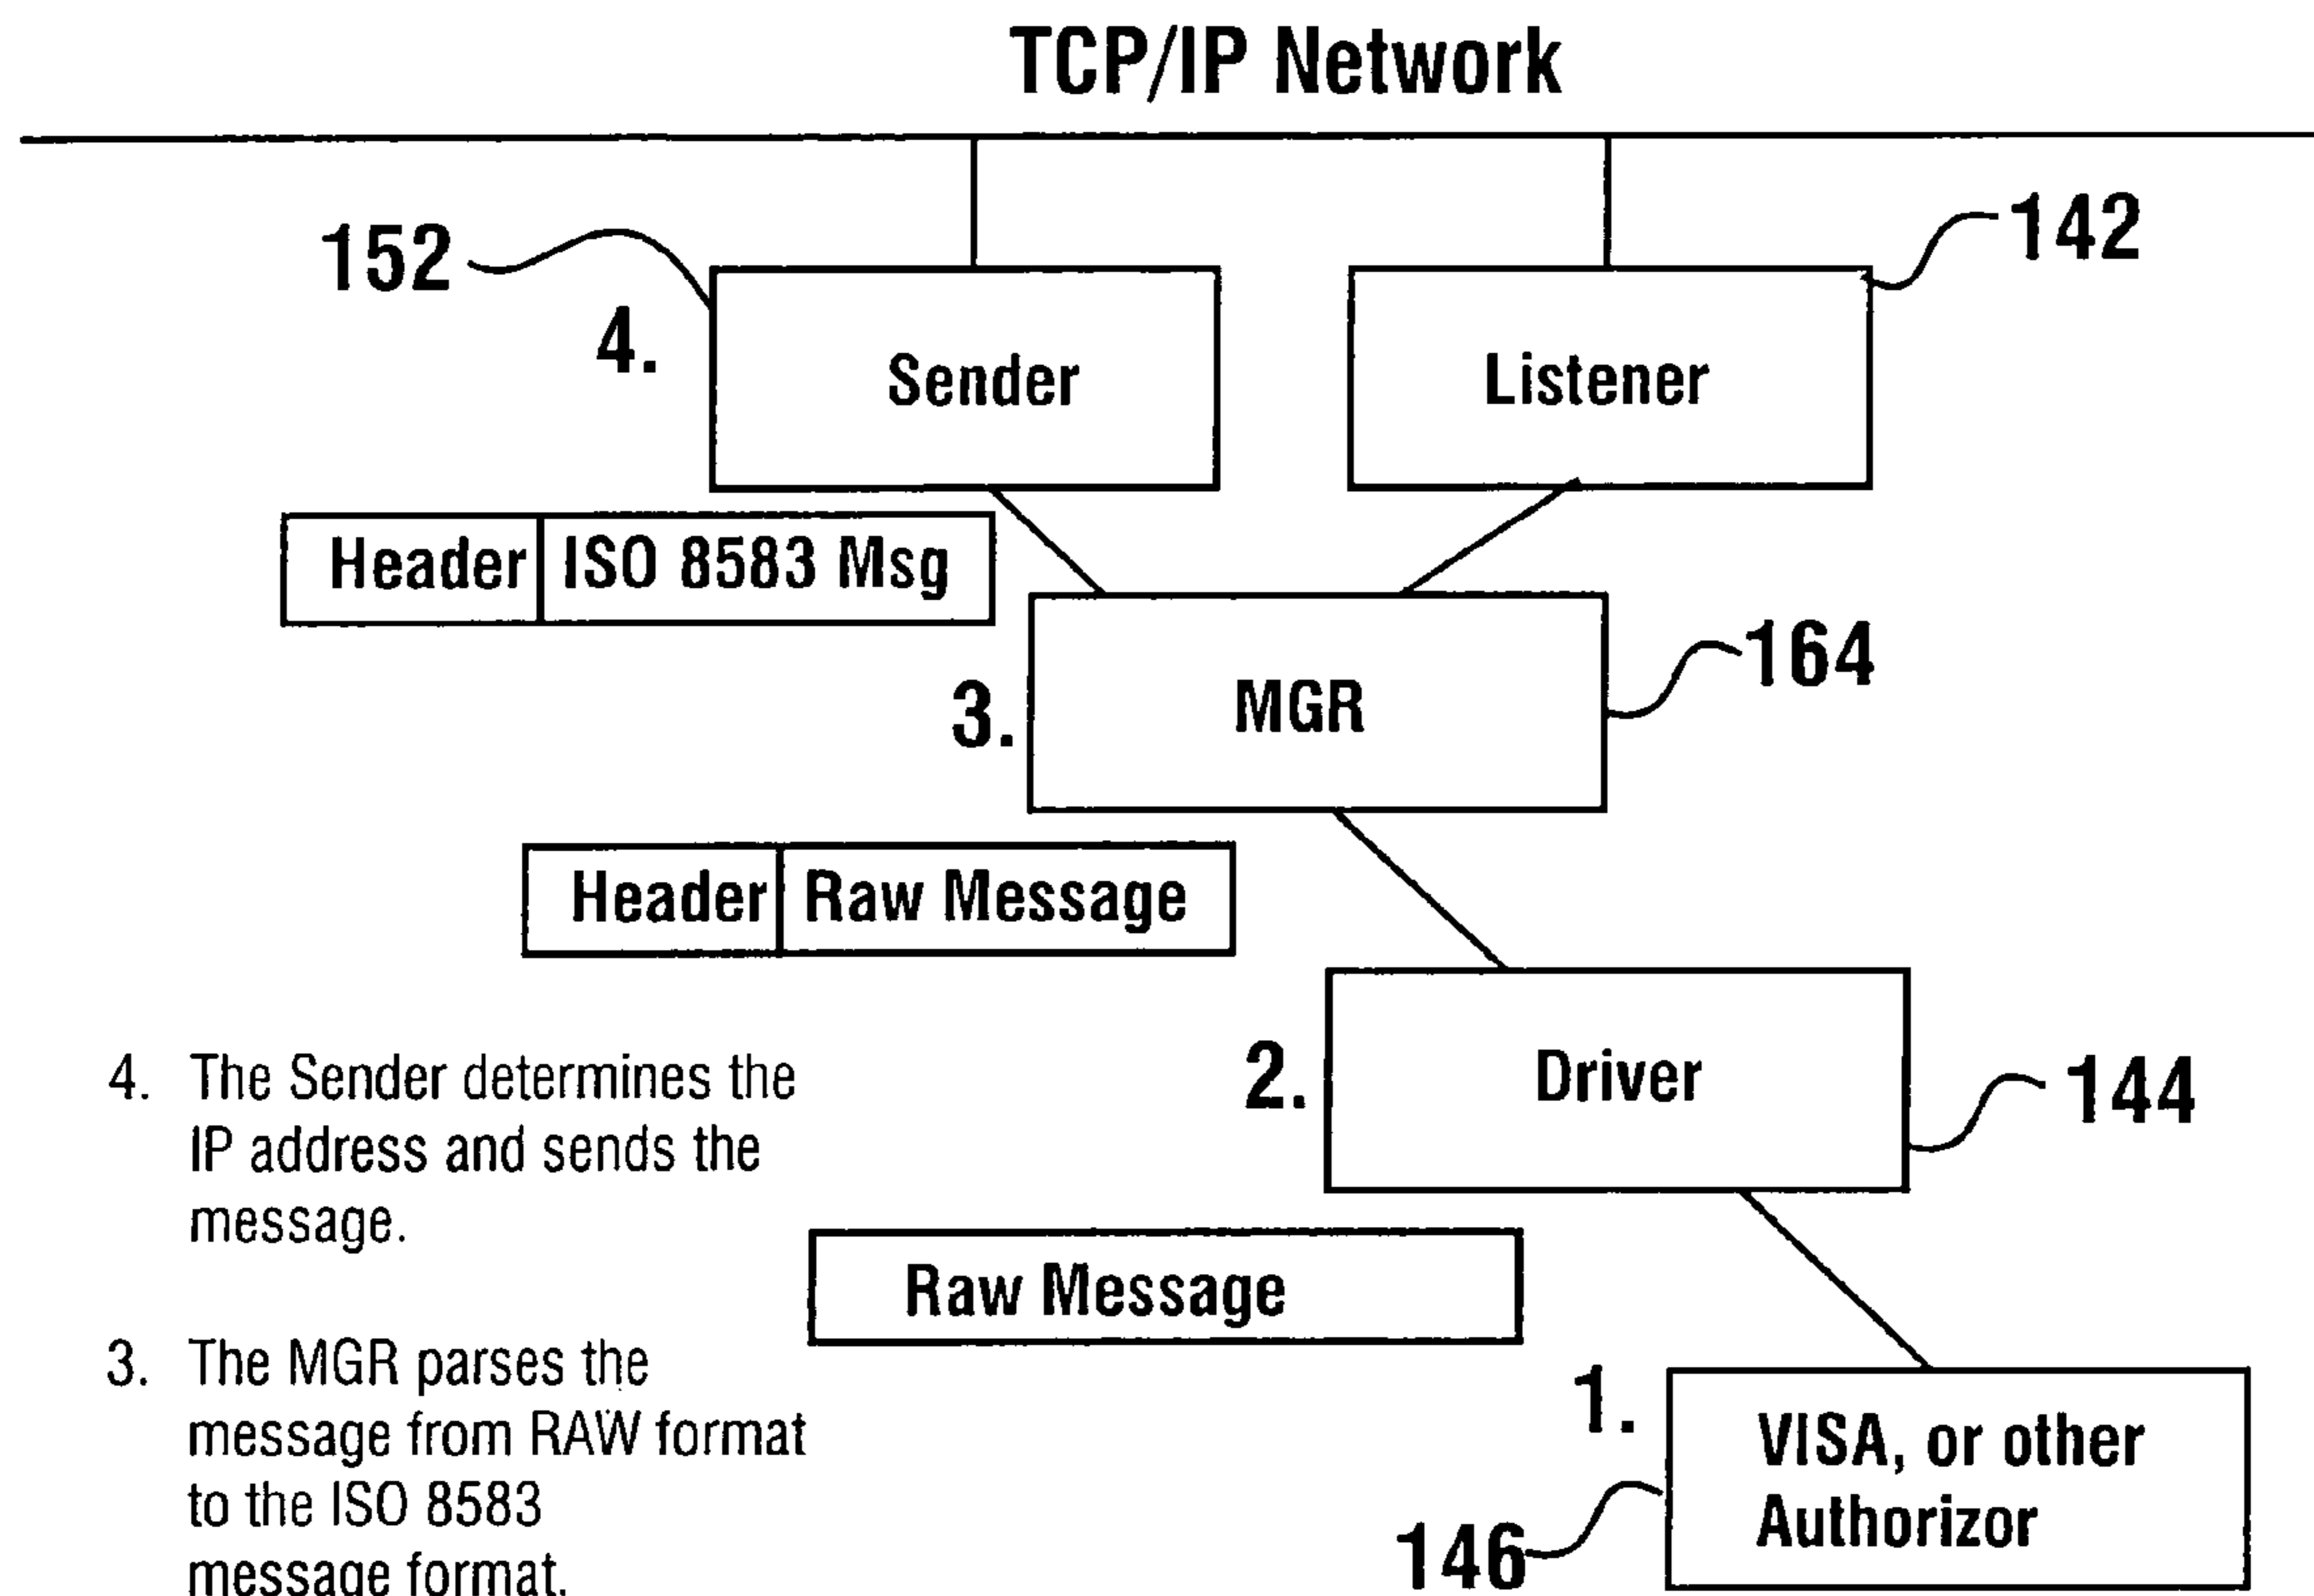 TCP/IP Network
152
142
4.
Sender
Listener
Header ISO 8583 Msg
164
3.
MGR
Header Raw Message
2.
Driver
144
4. The Sender determines the
IP address and sends the
message.
Raw Message
3. The MGR parses the
message from RAW format
to the ISO 8583
message format.
1.
VISA, or other
Authorizor
146